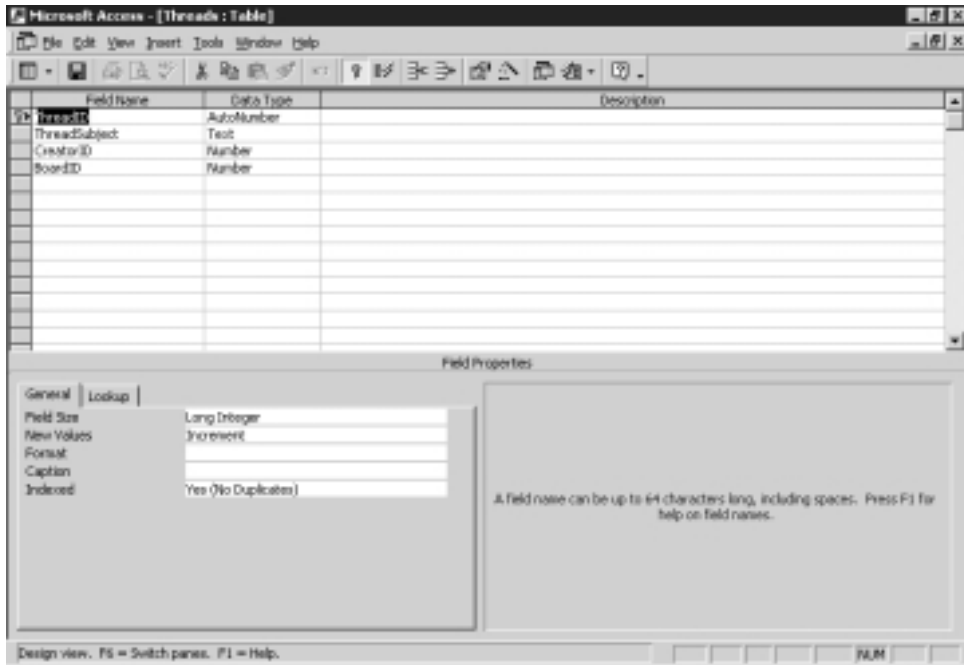 Microsoft Access - [Threads : Table]
File Edit View Insert Tools Window Help
Field Name Data Type Description
ThreadID AutoNumber
ThreadSubject Text
CreatorID Number
BoardID Number
Field Properties
General Lookup
Field Size Long Integer
New Values Increment
Format
Caption
Indexed Yes (No Duplicates)
A field name can be up to 64 characters long, including spaces. Press F1 for
help on field names.
Design view. F6 = Switch panes. F1 = Help. NUM